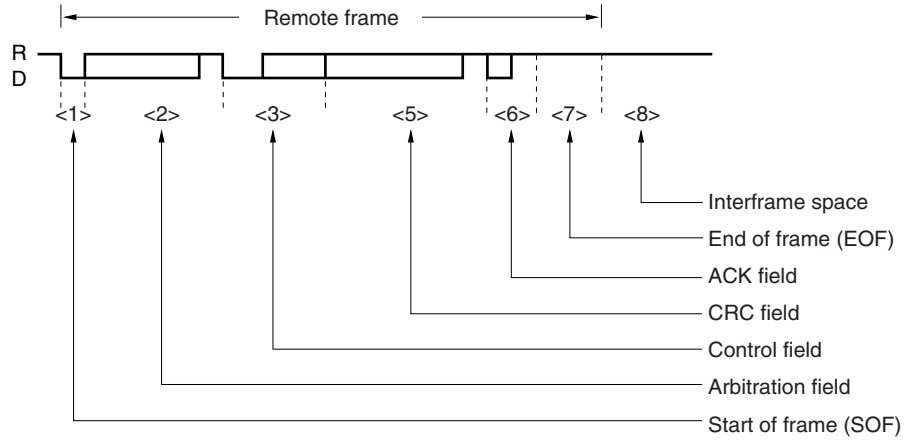 Remote frame
R
D
<1> <2> <3> <5> <6> <7> <8>
Interframe space
End of frame (EOF)
ACK field
CRC field
Control field
Arbitration field
Start of frame (SOF)